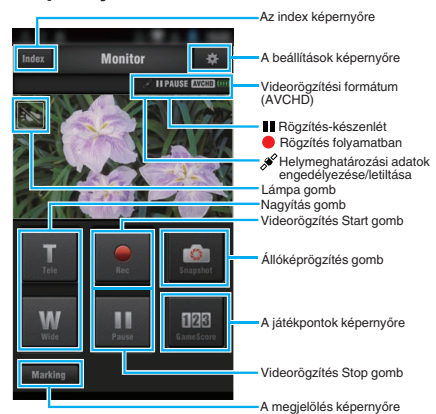 Az index képernyőre
Index
Monitor
A beállítások képernyőre
PAUSE AVCHD
Videorögzítési formátum
(AVCHD)
Rögzítés-készenlét
Rögzítés folyamatban
Helymeghatározási adatok
engedélyezése/letiltása
Lámpa gomb
Nagyítás gomb
Videorögzítés Start gomb
T
Tele
Rec
Snapshot
Állóképrögzítés gomb
W
Wide
Pause
123
GameScore
A játékpontok képernyőre
Marking
Videorögzítés Stop gomb
A megjelölés képernyőre